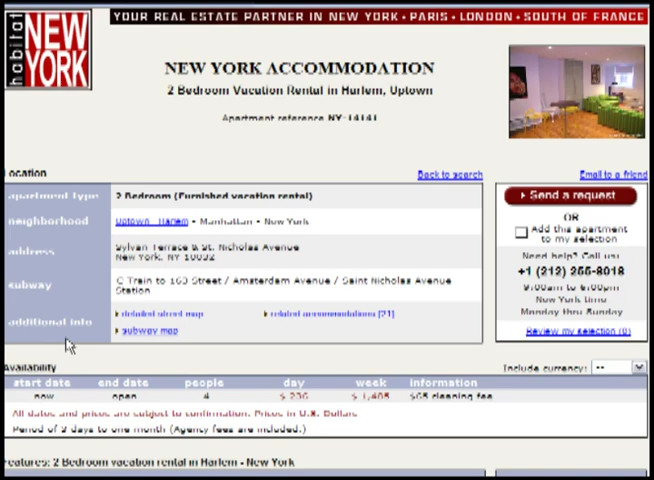 habitat NEW YORK
YOUR REAL ESTATE PARTNER IN NEW YORK • PARIS • LONDON • SOUTH OF FRANCE
NEW YORK ACCOMMODATION
2 Bedroom Vacation Rental in Harlem, Uptown
Apartment reference NY-14141
Location
Back to search
Email to a friend
apartment type 2 Bedroom (Furnished vacation rental)
neighborhood Uptown Harlem • Manhattan • New York
address Sylvan Terrace & St. Nicholas Avenue
New York, NY 10032
subway C Train to 163 Street / Amsterdam Avenue / Saint Nicholas Avenue
Station
additional info detailed street map related accommodations [21]
subway map
Send a request
OR
Add this apartment
to my selection
Need help? Call us:
+1 (212) 255-8018
9:00am to 6:00pm
New York time
Monday thru Sunday
Review my selection (0)
Availability
Include currency: --
start date end date people day week information
now open 4 $ $ cleaning fee
All dates and prices are subject to confirmation. Prices in U.S. Dollars
Period of days to one month (Agency fees are included.)
Features: 2 Bedroom vacation rental in Harlem - New York